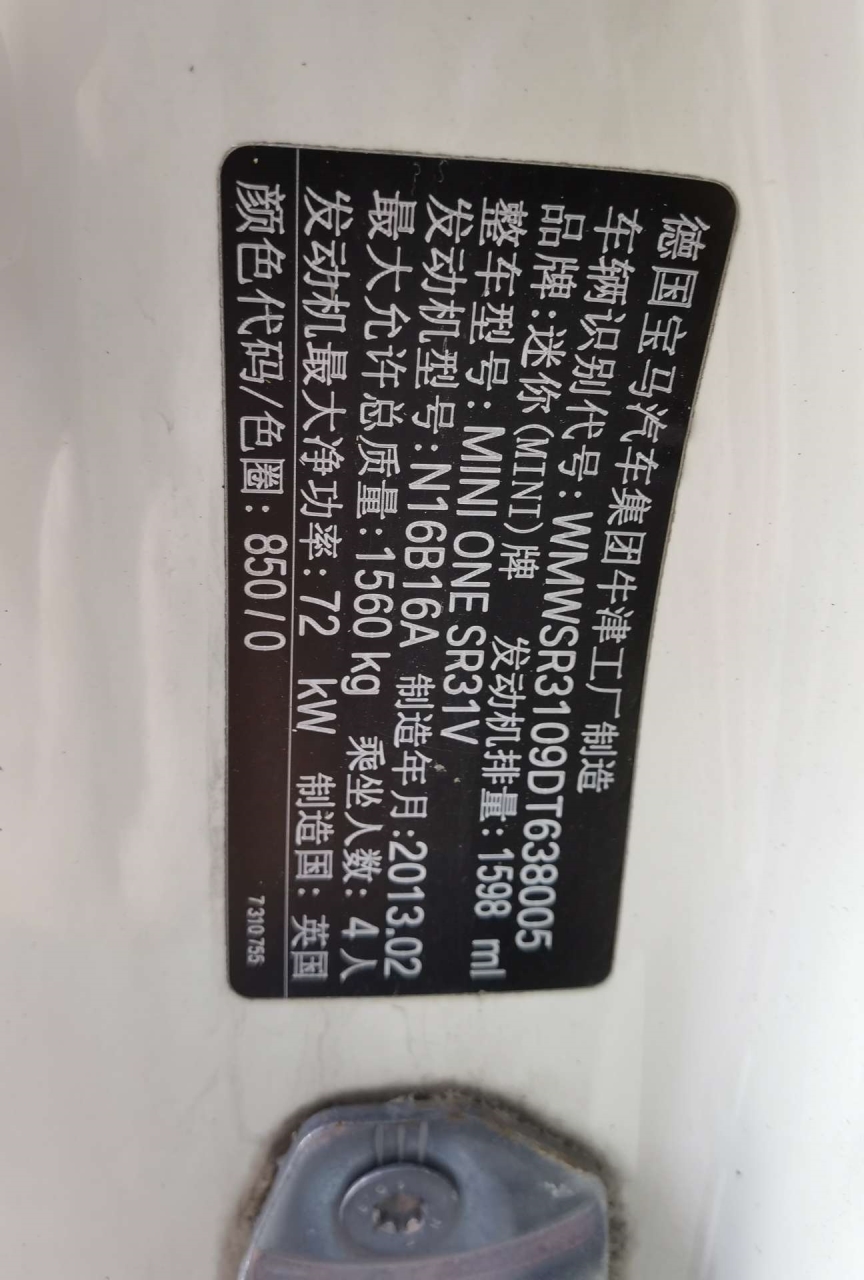 德国宝马汽车集团牛津工厂制造
车辆识别代号:WMWSR3109DT638005
品牌:迷你(MINI)牌 发动机排量:1598 ml
整车型号:MINI ONE SR31V
发动机型号:N16B16A 制造年月:2013.02
最大允许总质量:1560 kg 乘坐人数:4人
发动机最大净功率:72 kW 制造国:英国
颜色代码/色圈:850/0
7 310 755